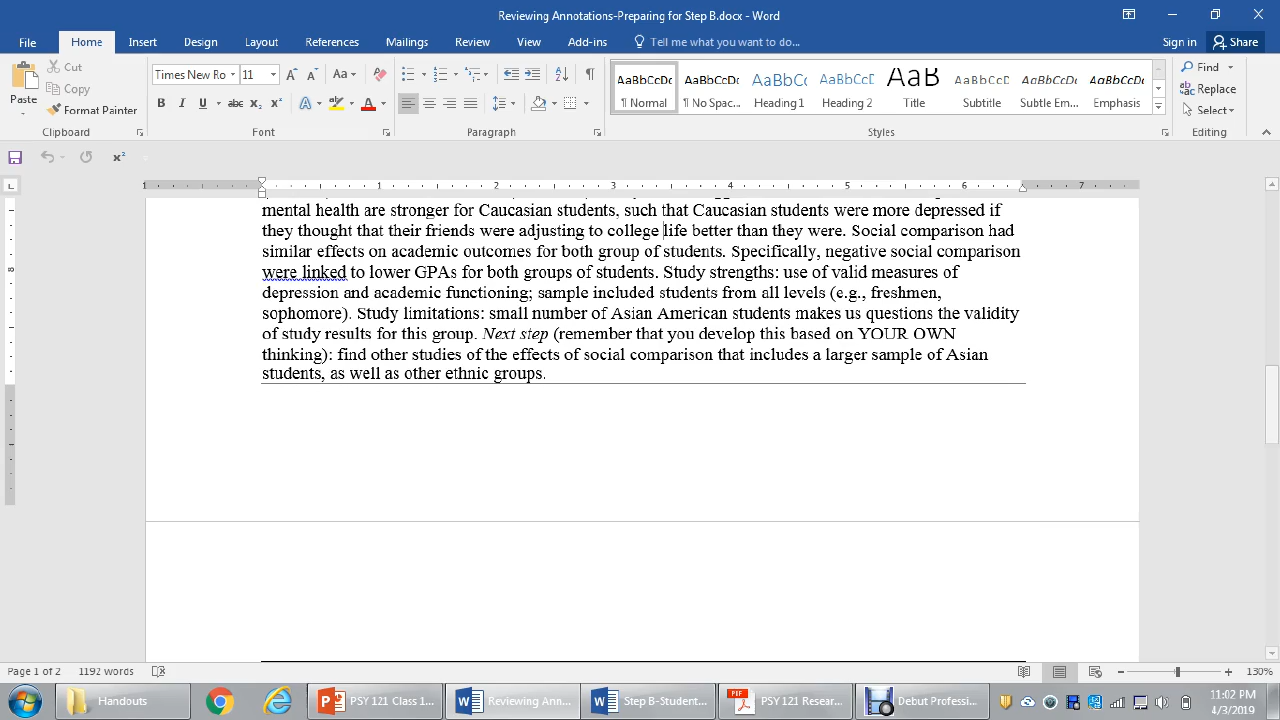 Reviewing Annotations-Preparing for Step B.docx - Word
File Home Insert Design Layout References Mailings Review View Add-ins Tell me what you want to do... Sign in Share
Paste
Cut
Copy
Format Painter
Clipboard
Times New Ro 11
Font
Paragraph
AaBbCcDc AaBbCcDc AaBbCc AaBbCcD AaB AaBbCcD AaBbCcDc AaBbCcDc
¶ Normal ¶ No Spac... Heading 1 Heading 2 Title Subtitle Subtle Em... Emphasis
Styles
Find
Replace
Select
Editing
1 1 2 3 4 5 6 7
mental health are stronger for Caucasian students, such that Caucasian students were more depressed if
they thought that their friends were adjusting to college life better than they were. Social comparison had
similar effects on academic outcomes for both group of students. Specifically, negative social comparison
were linked to lower GPAs for both groups of students. Study strengths: use of valid measures of
depression and academic functioning; sample included students from all levels (e.g., freshmen,
sophomore). Study limitations: small number of Asian American students makes us questions the validity
of study results for this group. Next step (remember that you develop this based on YOUR OWN
thinking): find other studies of the effects of social comparison that includes a larger sample of Asian
students, as well as other ethnic groups.
Page 1 of 2 1192 words 130%
Handouts PSY 121 Class 1... Reviewing Ann... Step B-Student... PSY 121 Resear... Debut Professi...
11:02 PM
4/3/2019